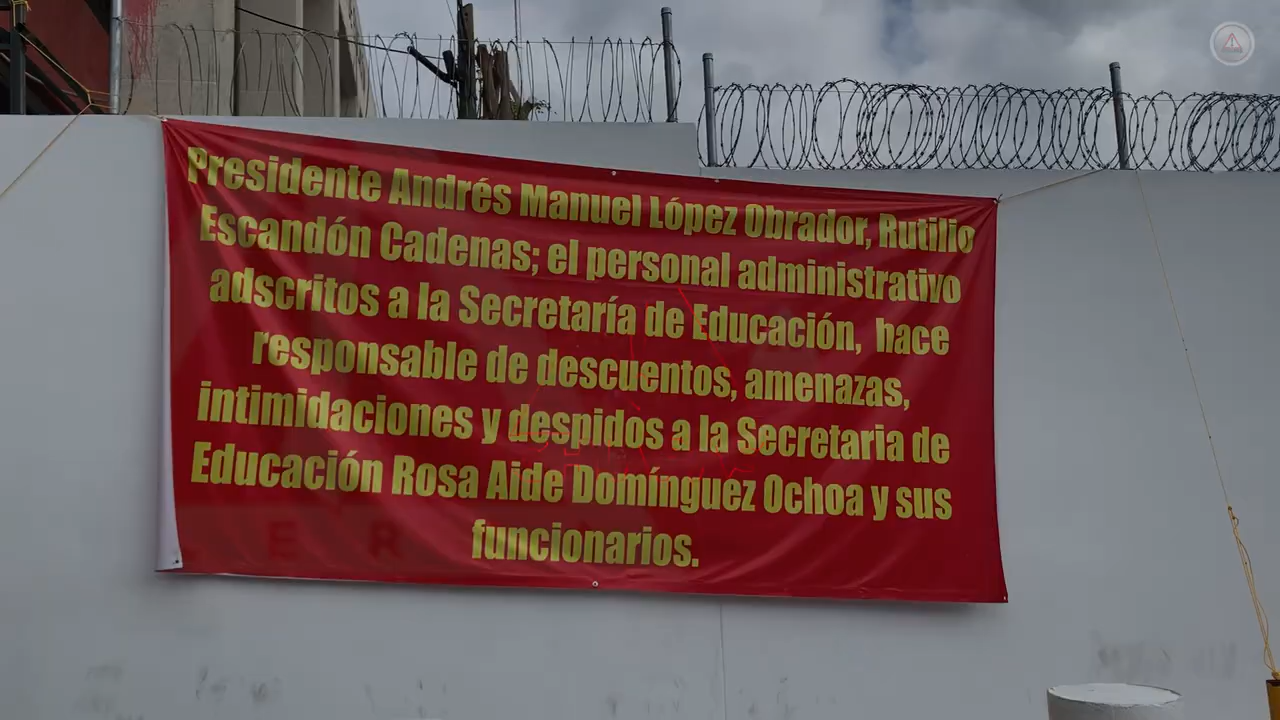 Presidente Andrés Manuel López Obrador, Rutilio
Escandón Cadenas; el personal administrativo
adscritos a la Secretaría de Educación, hace
responsable de descuentos, amenazas,
intimidaciones y despidos a la Secretaria de
Educación Rosa Aide Domínguez Ochoa y sus
funcionarios.